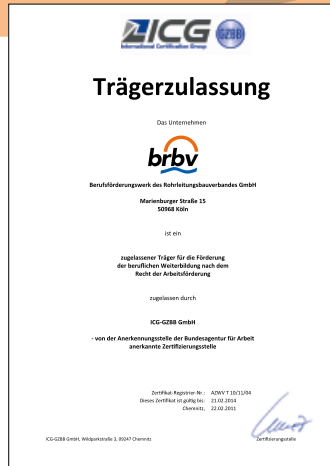 ICG
GZBB
International Certification Group
Trägerzulassung
Das Unternehmen
brbv
Berufsförderungswerk des Rohrleitungsbauverbandes GmbH
Marienburger Straße 15
50968 Köln
ist ein
zugelassener Träger für die Förderung
der beruflichen Weiterbildung nach dem
Recht der Arbeitsförderung
zugelassen durch
ICG-GZBB GmbH
- von der Anerkennungsstelle der Bundesagentur für Arbeit
anerkannte Zertifizierungsstelle
Zertifikat-Registrier-Nr.: AZWV T 10/11/04
Dieses Zertifikat ist gültig bis: 21.02.2014
Chemnitz, 22.02.2011
ICG-GZBB GmbH, Wildparkstraße 3, 09247 Chemnitz
Zertifizierungsstelle